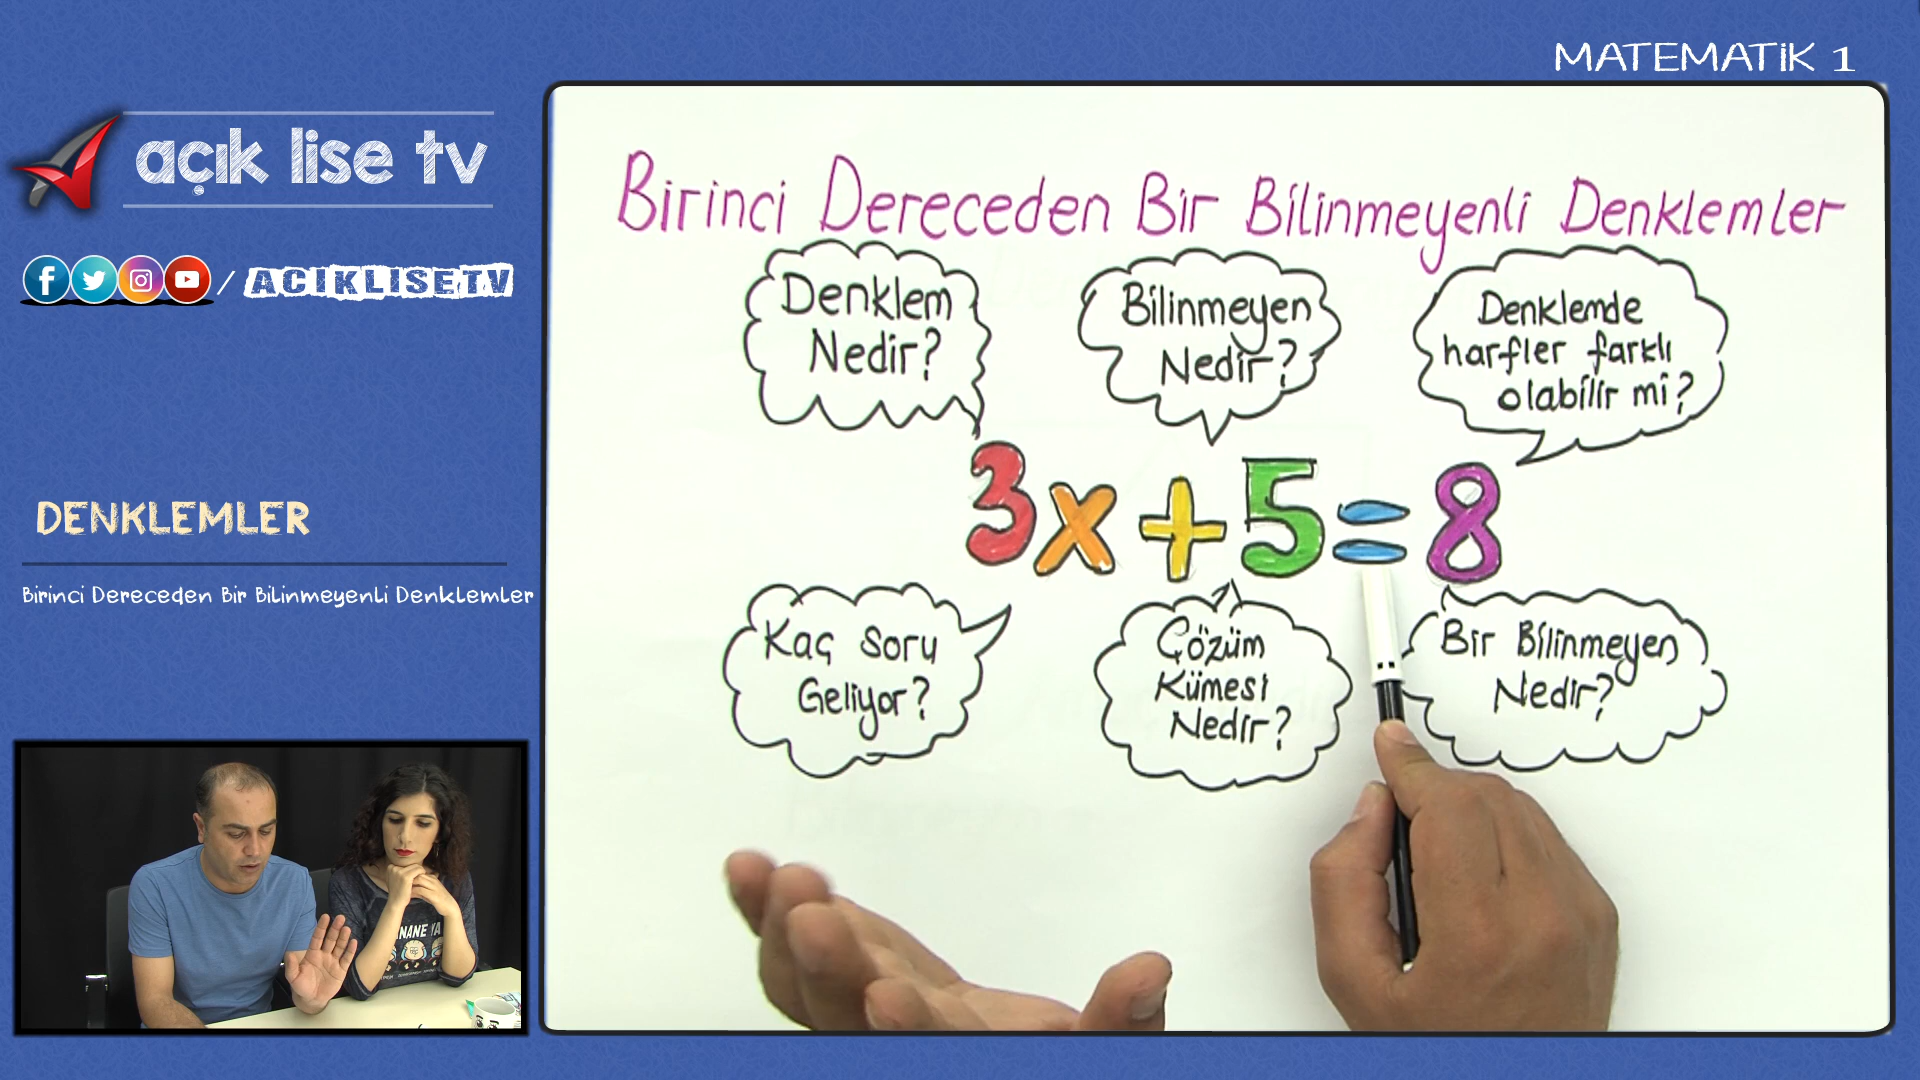 MATEMATİK 1
açık lise tv
/ ACIKLISETV
DENKLEMLER
Birinci Dereceden Bir Bilinmeyenli Denklemler
Birinci Dereceden Bir Bilinmeyenli Denklemler
Denklem
Nedir?
Bilinmeyen
Nedir?
Denklemde
harfler farklı
olabilir mi?
3x+5=8
Kaç soru
Geliyor?
Çözüm
Kümesi
Nedir?
Bir Bilinmeyen
Nedir?
NANE YA